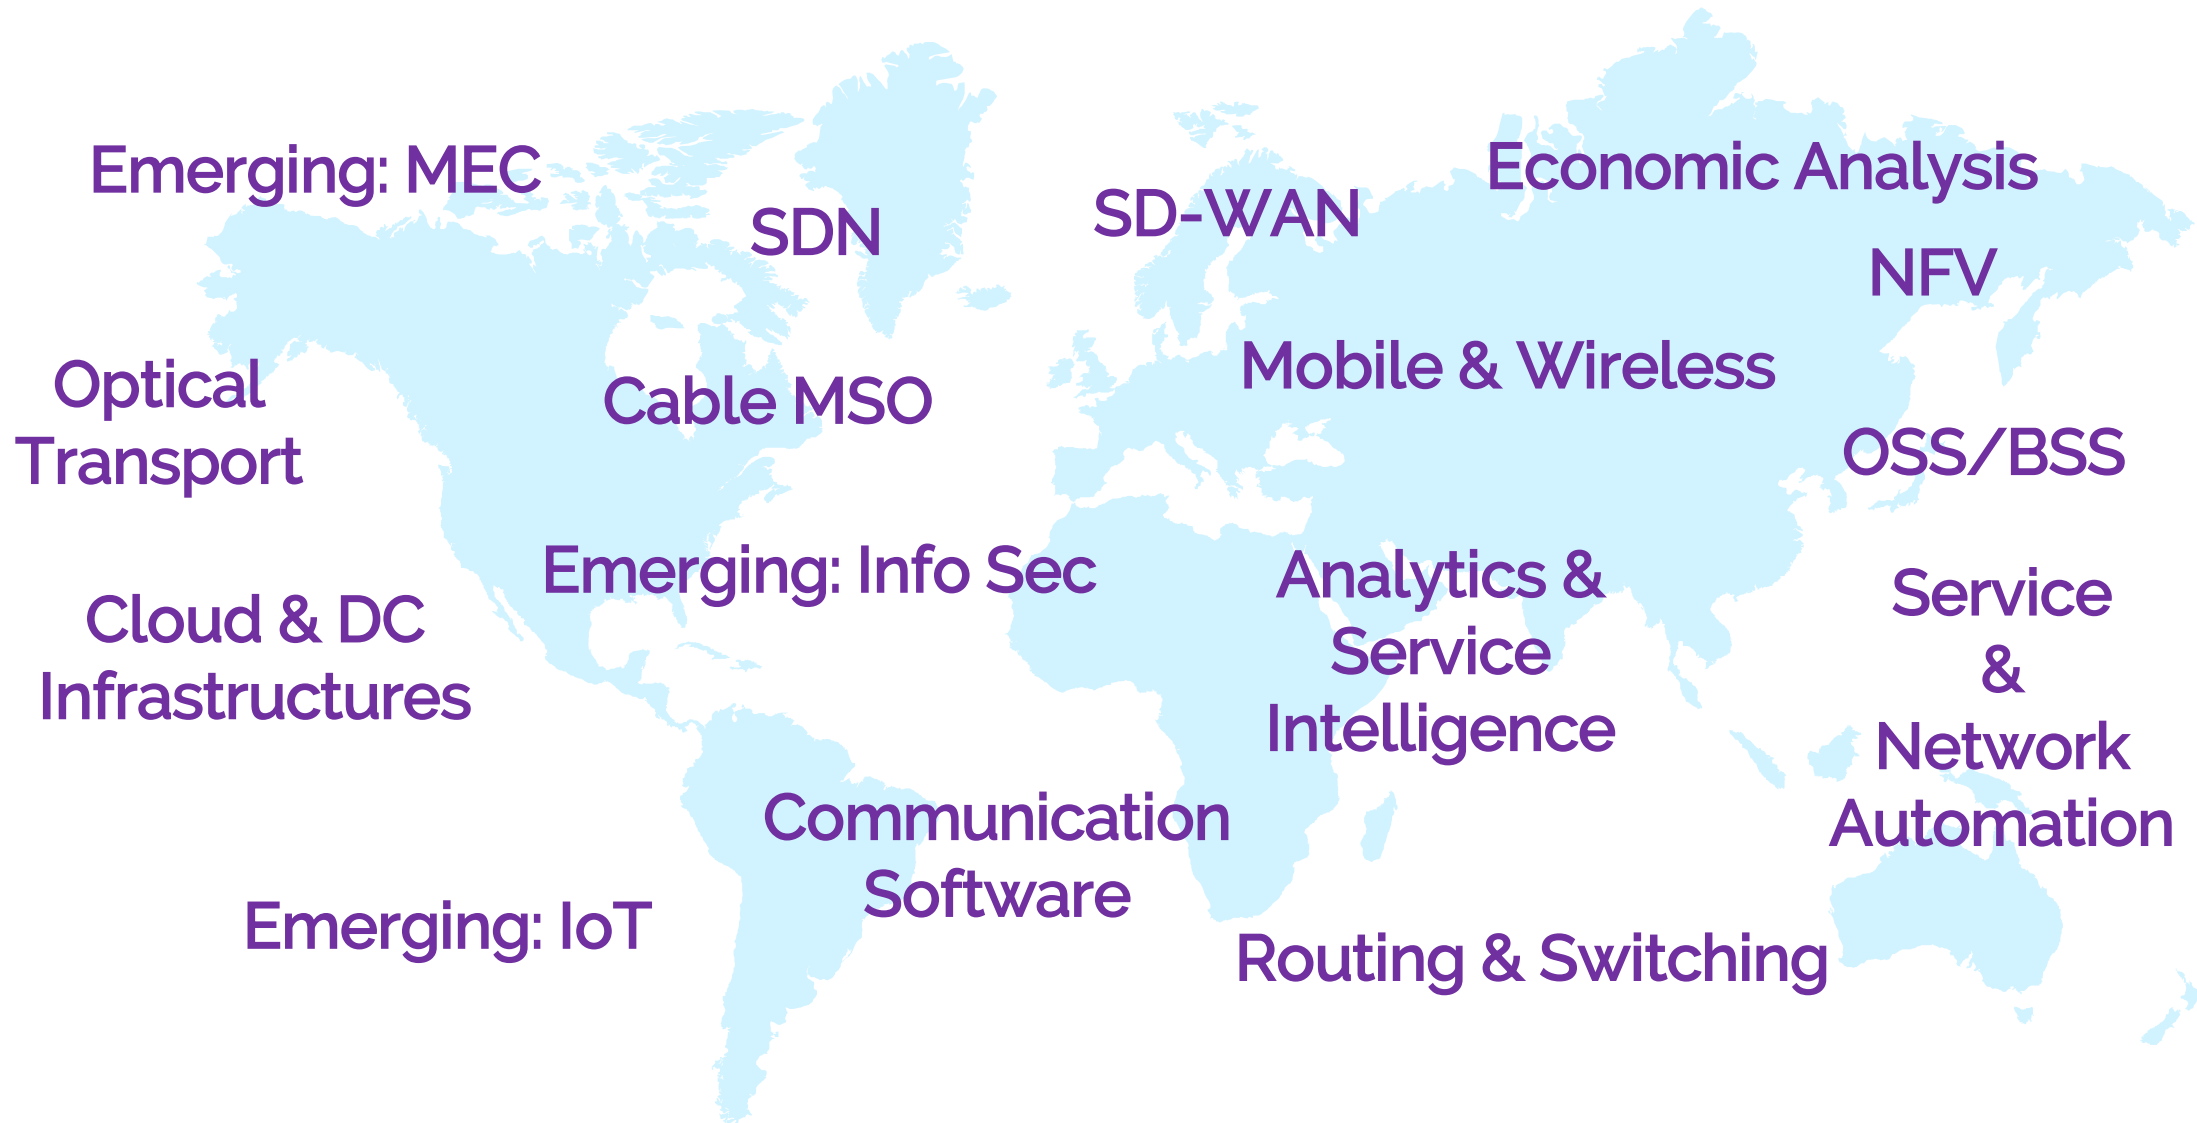 Emerging: MEC
SDN
SD-WAN
Economic Analysis
NFV
Optical
Transport
Cable MSO
Mobile & Wireless
OSS/BSS
Cloud & DC
Infrastructures
Emerging: Info Sec
Analytics &
Service
Intelligence
Service
&
Network
Automation
Communication
Software
Emerging: IoT
Routing & Switching